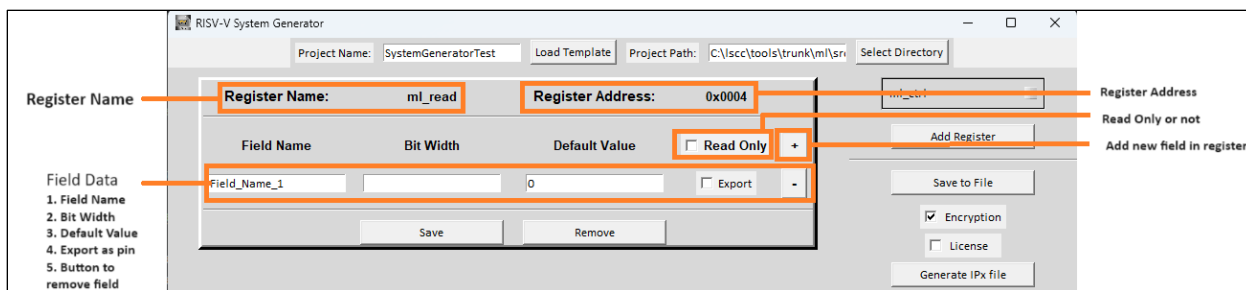 RISV-V System Generator
Project Name: SystemGeneratorTest Load Template Project Path: C:\lscc\tools\trunk\ml\sr Select Directory
Register Name
Register Name: ml_read Register Address: 0x0004
ml_ctrl
Register Address
Read Only or not
Add new field in register
Field Name Bit Width Default Value Read Only +
Add Register
Field Data
1. Field Name
2. Bit Width
3. Default Value
4. Export as pin
5. Button to
remove field
Field_Name_1 0 Export -
Save to File
Save Remove
Encryption
License
Generate IPx file